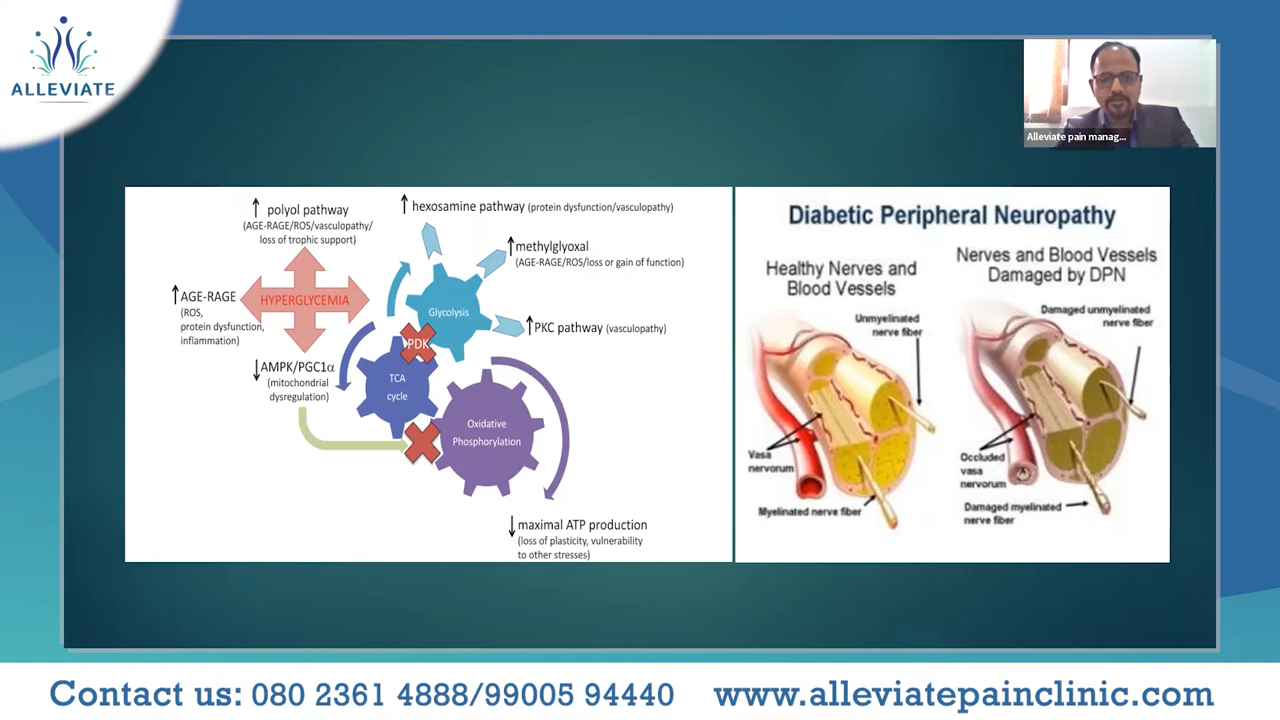 ALLEVIATE
Alleviate pain manag...
↑ polyol pathway
(AGE-RAGE/ROS/vasculopathy/
loss of trophic support)
↑ hexosamine pathway (protein dysfunction/vasculopathy)
↑ methylglyoxal
(AGE-RAGE/ROS/loss or gain of function)
↑ AGE-RAGE
(ROS,
protein dysfunction,
inflammation)
HYPERGLYCEMIA
Glycolysis
↑ PKC pathway (vasculopathy)
PDK
↓ AMPK/PGC1α
(mitochondrial
dysregulation)
TCA
cycle
Oxidative
Phosphorylation
↓ maximal ATP production
(loss of plasticity, vulnerability
to other stresses)
Diabetic Peripheral Neuropathy
Healthy Nerves and
Blood Vessels
Unmyelinated
nerve fiber
Vasa
nervorum
Myelinated nerve fiber
Nerves and Blood Vessels
Damaged by DPN
Damaged unmyelinated
nerve fiber
Occluded
vasa
nervorum
Damaged myelinated
nerve fiber
Contact us: 080 2361 4888/99005 94440 www.alleviatepainclinic.com